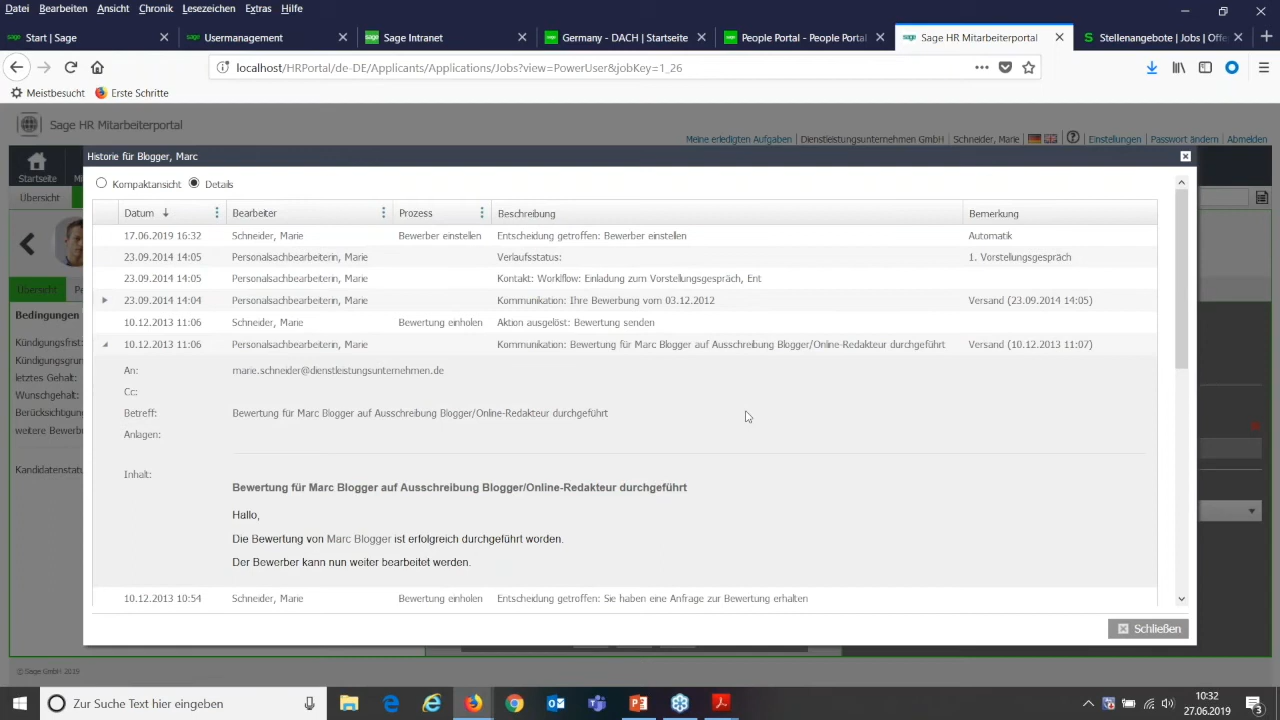 Datei Bearbeiten Ansicht Chronik Lesezeichen Extras Hilfe
Start | Sage
Usermanagement
Sage Intranet
Germany - DACH | Startseite
People Portal - People Portal
Sage HR Mitarbeiterportal
Stellenangebote | Jobs | Offe
localhost/HRPortal/de-DE/Applicants/Applications/Jobs?view=PowerUser&jobKey=1_26
Meistbesucht Erste Schritte
Sage HR Mitarbeiterportal
Meine erledigten Aufgaben | Dienstleistungsunternehmen GmbH | Schneider, Marie | Einstellungen | Passwort ändern | Abmelden
Historie für Blogger, Marc
Startseite
Übersicht
Kompaktansicht Details
Datum Bearbeiter Prozess Beschreibung Bemerkung
17.06.2019 16:32 Schneider, Marie Bewerber einstellen Entscheidung getroffen: Bewerber einstellen Automatik
23.09.2014 14:05 Personalsachbearbeiterin, Marie Verlaufsstatus: 1. Vorstellungsgespräch
23.09.2014 14:05 Personalsachbearbeiterin, Marie Kontakt: Worklflow: Einladung zum Vorstellungsgespräch, Ent
Übersicht
23.09.2014 14:04 Personalsachbearbeiterin, Marie Kommunikation: Ihre Bewerbung vom 03.12.2012 Versand (23.09.2014 14:05)
Bedingungen
10.12.2013 11:06 Schneider, Marie Bewertung einholen Aktion ausgelöst: Bewertung senden
Kündigungsfrist:
10.12.2013 11:06 Personalsachbearbeiterin, Marie Kommunikation: Bewertung für Marc Blogger auf Ausschreibung Blogger/Online-Redakteur durchgeführt Versand (10.12.2013 11:07)
Kündigungsgrun
An: marie.schneider@dienstleistungsunternehmen.de
letztes Gehalt:
Cc:
Wunschgehalt:
Betreff: Bewertung für Marc Blogger auf Ausschreibung Blogger/Online-Redakteur durchgeführt
Berücksichtigun
weitere Bewerb
Anlagen:
Kandidatenstatu
Inhalt:
Bewertung für Marc Blogger auf Ausschreibung Blogger/Online-Redakteur durchgeführt
Hallo,
Die Bewertung von Marc Blogger ist erfolgreich durchgeführt worden.
Der Bewerber kann nun weiter bearbeitet werden.
10.12.2013 10:54 Schneider, Marie Bewertung einholen Entscheidung getroffen: Sie haben eine Anfrage zur Bewertung erhalten
Schließen
© Sage GmbH 2019
Zur Suche Text hier eingeben
10:32
27.06.2019
3